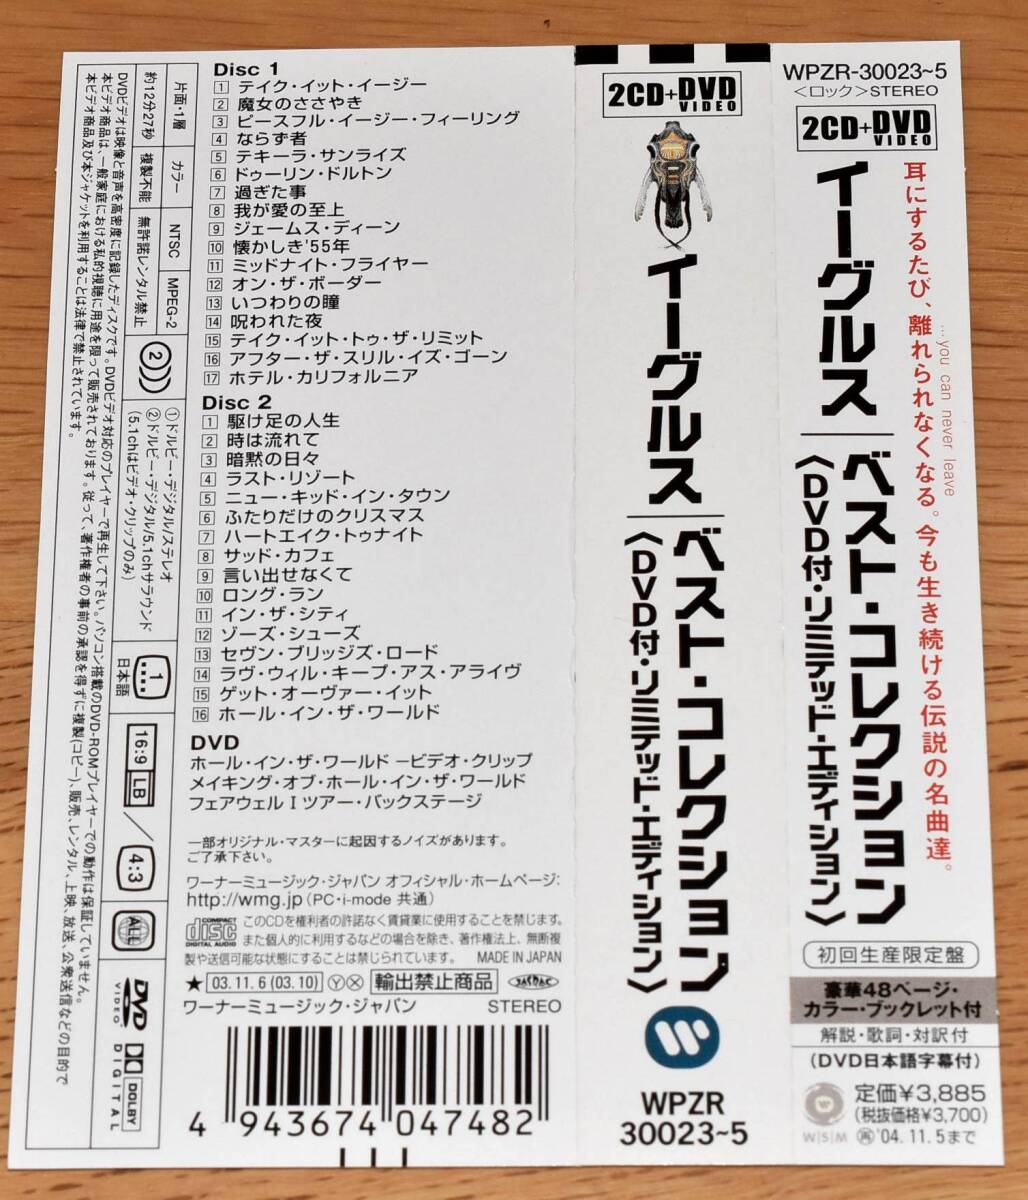 Disc 1
1 テイク・イット・イージー
2 魔女のささやき
3 ピースフル・イージー・フィーリング
4 ならず者
5 テキーラ・サンライズ
6 ドゥーリン・ドルトン
7 過ぎた事
8 我が愛の至上
9 ジェームス・ディーン
10 懐かしき'55年
11 ミッドナイト・フライヤー
12 オン・ザ・ボーダー
13 いつわりの瞳
14 呪われた夜
15 テイク・イット・トゥ・ザ・リミット
16 アフター・ザ・スリル・イズ・ゴーン
17 ホテル・カリフォルニア
Disc 2
1 駆け足の人生
2 時は流れて
3 暗黙の日々
4 ラスト・リゾート
5 ニュー・キッド・イン・タウン
6 ふたりだけのクリスマス
7 ハートエイク・トゥナイト
8 サッド・カフェ
9 言い出せなくて
10 ロング・ラン
11 イン・ザ・シティ
12 ゾーズ・シューズ
13 セヴン・ブリッジズ・ロード
14 ラヴ・ウィル・キープ・アス・アライヴ
15 ゲット・オーヴァー・イット
16 ホール・イン・ザ・ワールド
DVD
ホール・イン・ザ・ワールド −ビデオ・クリップ
メイキング・オブ・ホール・イン・ザ・ワールド
フェアウェル I ツアー・バックステージ
一部オリジナル・マスターに起因するノイズがあります。
ご了承下さい。
ワーナーミュージック・ジャパン オフィシャル・ホームページ:
http://wmg.jp (PC・i-mode 共通)
COMPACT disc DIGITAL AUDIO
このCDを権利者の許諾なく賃貸業に使用することを禁じます。
また個人的に利用するなどの場合を除き、著作権法上、無断複
製や送信可能な状態にすることは禁じられています。 MADE IN JAPAN
★ 03.11.6 (03.10) Ⓨ Ⓧ 輸出禁止商品 JASRAC
ワーナーミュージック・ジャパン STEREO
4 943674 047482
片面・1層 カラー NTSC MPEG-2
約12分27秒 複製不能 無許諾レンタル禁止
2
①ドルビー・デジタル/ステレオ
②ドルビー・デジタル/5.1chサラウンド
(5.1chはビデオ・クリップのみ)
1
日本語
16:9 LB / 4:3
ALL
DVD VIDEO
DOLBY DIGITAL
DVDビデオは映像と音声を高密度に記録したディスクです。DVDビデオ対応のプレイヤーで再生して下さい。パソコン搭載のDVD-ROMプレイヤーでの動作は保証していません。
本ビデオ商品は、一般家庭における私的視聴に用途を限って販売されております。従って、著作権者の事前の承認を得ずに複製(コピー)、販売、レンタル、上映、放送、公衆送信などの目的で
本ビデオ商品及び本ジャケットを利用することは法律で禁止されています。
2CD+DVD VIDEO
イーグルス
ベスト・コレクション
〈DVD付・リミテッド・エディション〉
WPZR
30023~5
WPZR-30023~5
〈ロック〉STEREO
2CD+DVD VIDEO
耳にするたび、離れられなくなる。今も生き続ける伝説の名曲達。
...you can never leave
イーグルス
ベスト・コレクション
〈DVD付・リミテッド・エディション〉
初回生産限定盤
豪華48ページ・
カラー・ブックレット付
解説・歌詞・対訳付
(DVD日本語字幕付)
定価¥3,885
(税抜価格¥3,700)
W|S|M ㋮'04.11.5まで